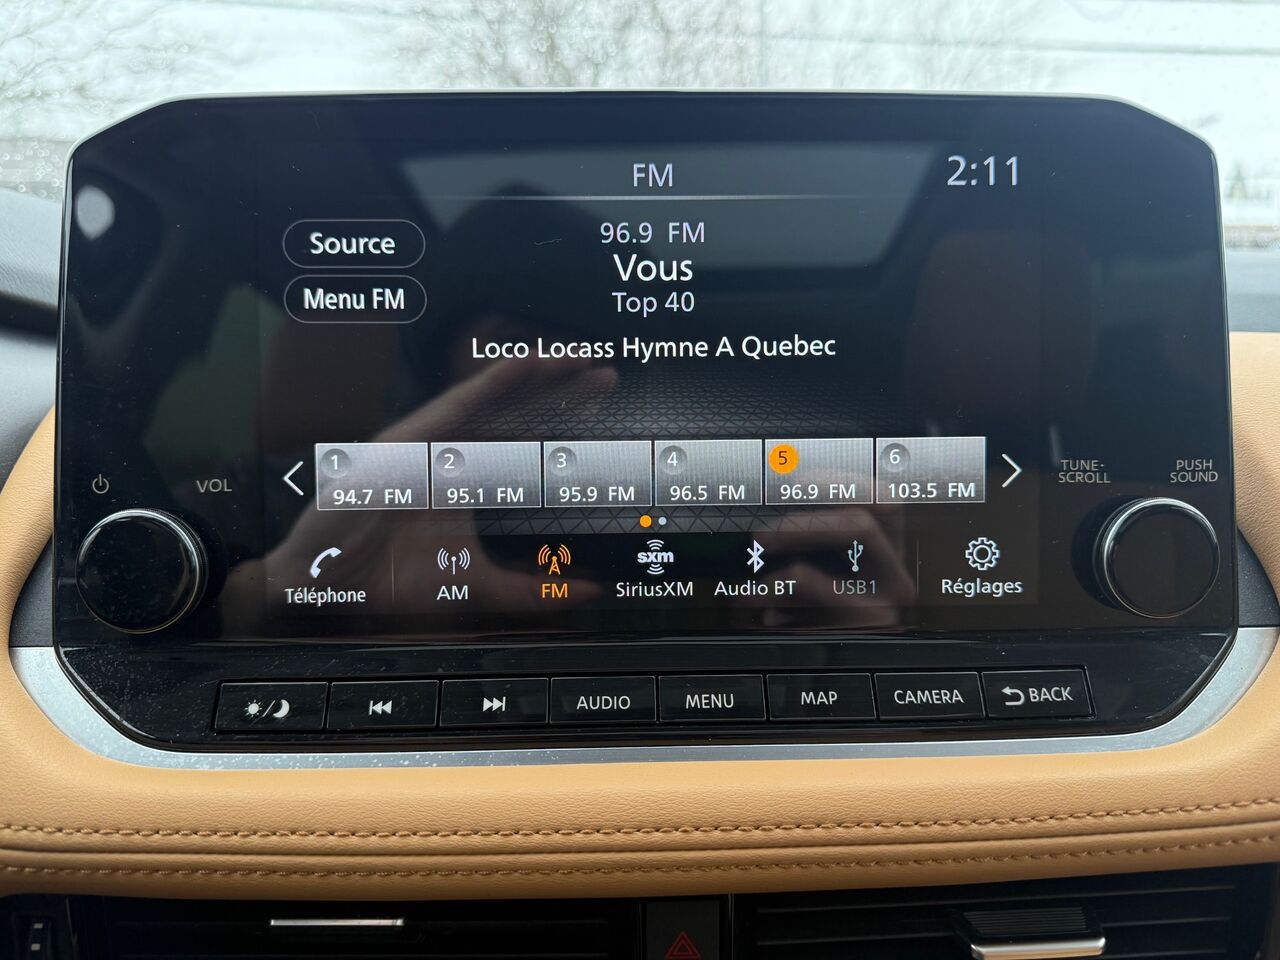 FM
2:11
Source
Menu FM
96.9 FM
Vous
Top 40
Loco Locass Hymne A Quebec
1
94.7 FM
2
95.1 FM
3
95.9 FM
4
96.5 FM
5
96.9 FM
6
103.5 FM
VOL
TUNE·
SCROLL
PUSH
SOUND
Téléphone
AM
FM
sxm
SiriusXM
Audio BT
USB1
Réglages
AUDIO
MENU
MAP
CAMERA
BACK